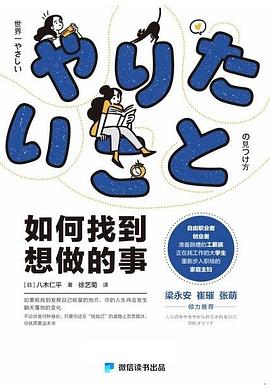 世界一やさしい
やりたいことの見つけ方
如何找到
想做的事
[日] 八木仁平 著 徐艺菊 译
自由职业者
创业者
准备跳槽的工薪族
正在找工作的大学生
重新步入职场的
家庭主妇
梁永安 崔璀 张萌
倾力推荐
微信读书出品